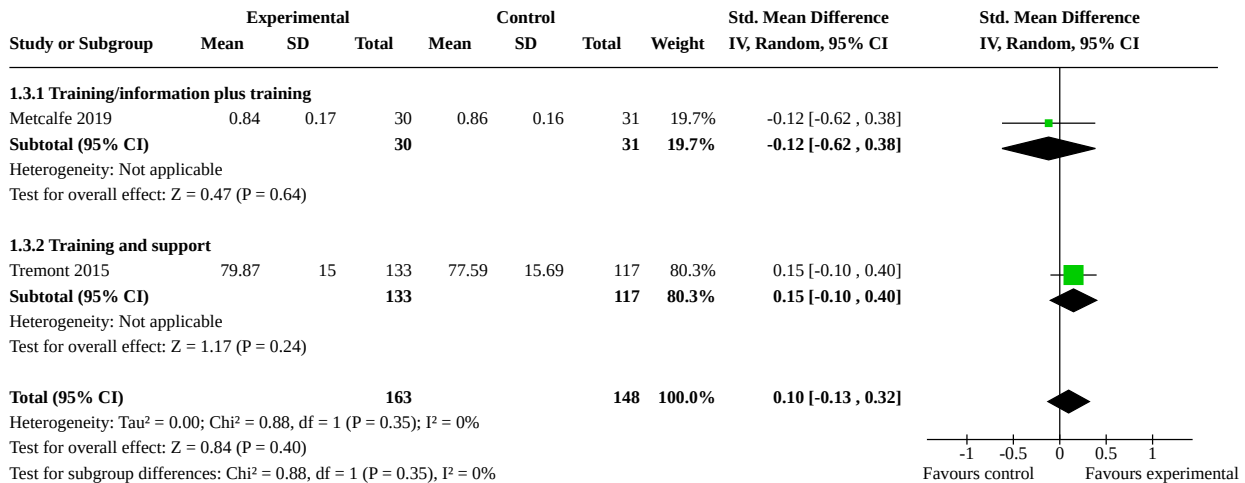 Experimental Control Std. Mean Difference Std. Mean Difference
Study or Subgroup Mean SD Total Mean SD Total Weight IV, Random, 95% CI IV, Random, 95% CI
1.3.1 Training/information plus training
Metcalfe 2019 0.84 0.17 30 0.86 0.16 31 19.7% -0.12 [-0.62 , 0.38]
Subtotal (95% CI) 30 31 19.7% -0.12 [-0.62 , 0.38]
Heterogeneity: Not applicable
Test for overall effect: Z = 0.47 (P = 0.64)
1.3.2 Training and support
Tremont 2015 79.87 15 133 77.59 15.69 117 80.3% 0.15 [-0.10 , 0.40]
Subtotal (95% CI) 133 117 80.3% 0.15 [-0.10 , 0.40]
Heterogeneity: Not applicable
Test for overall effect: Z = 1.17 (P = 0.24)
Total (95% CI) 163 148 100.0% 0.10 [-0.13 , 0.32]
Heterogeneity: Tau² = 0.00; Chi² = 0.88, df = 1 (P = 0.35); I² = 0%
Test for overall effect: Z = 0.84 (P = 0.40)
-1 -0.5 0 0.5 1
Test for subgroup differences: Chi² = 0.88, df = 1 (P = 0.35), I² = 0% Favours control Favours experimental